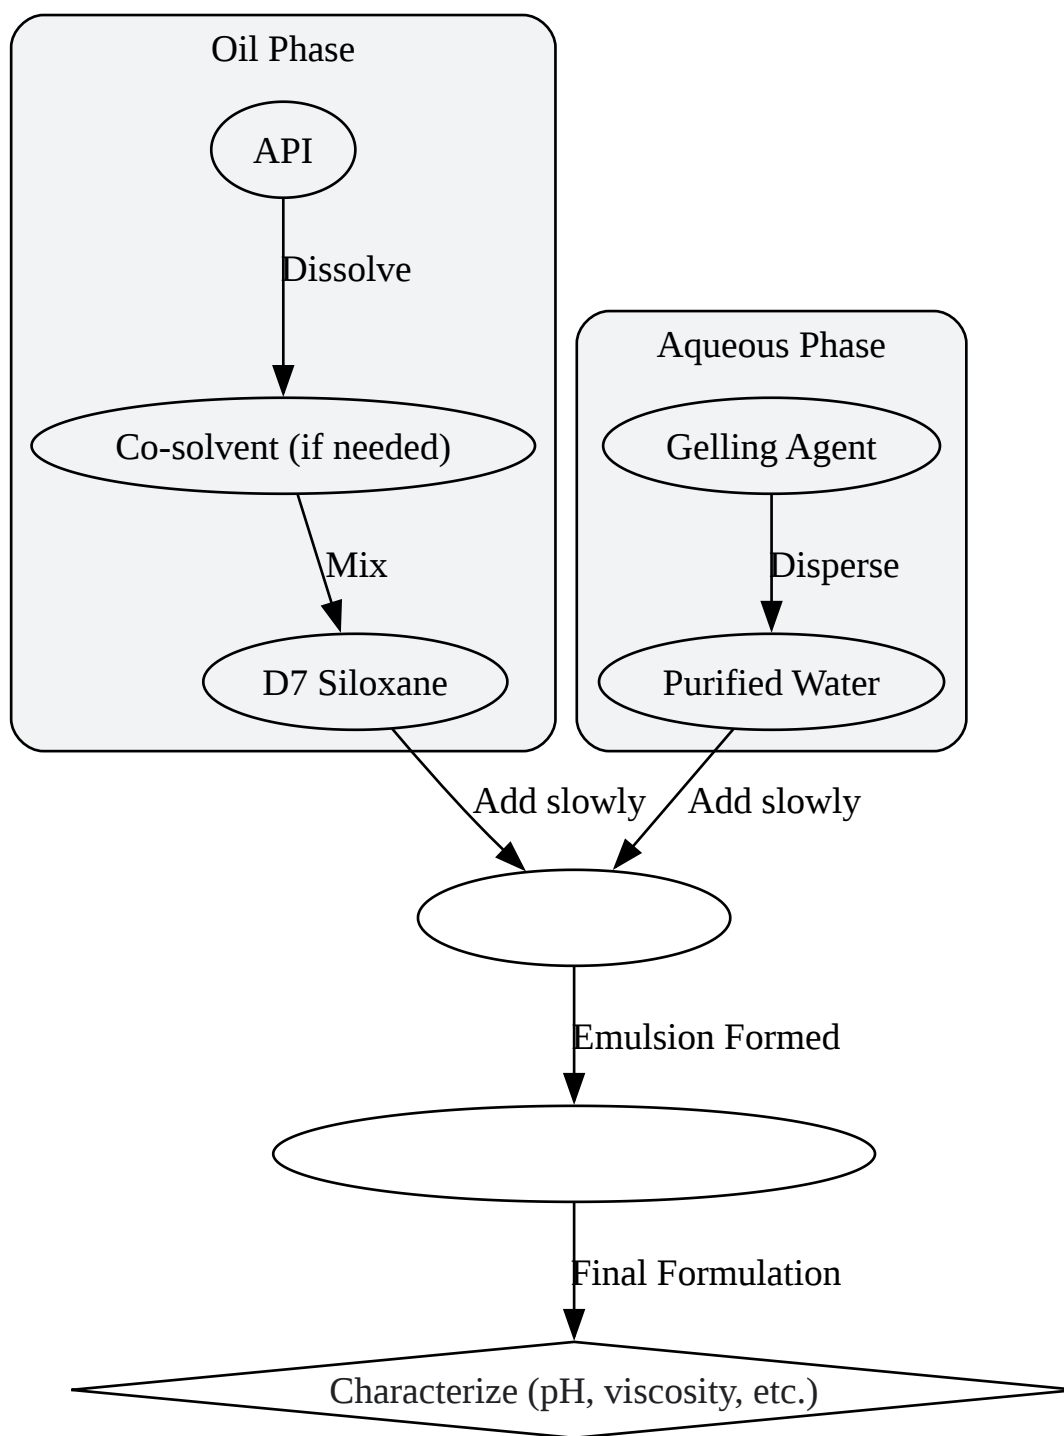 Oil Phase
API
Dissolve
Aqueous Phase
Co-solvent (if needed)
Gelling Agent
Mix
Disperse
D7 Siloxane
Purified Water
Add slowly
Add slowly
Emulsion Formed
Final Formulation
Characterize (pH, viscosity, etc.)